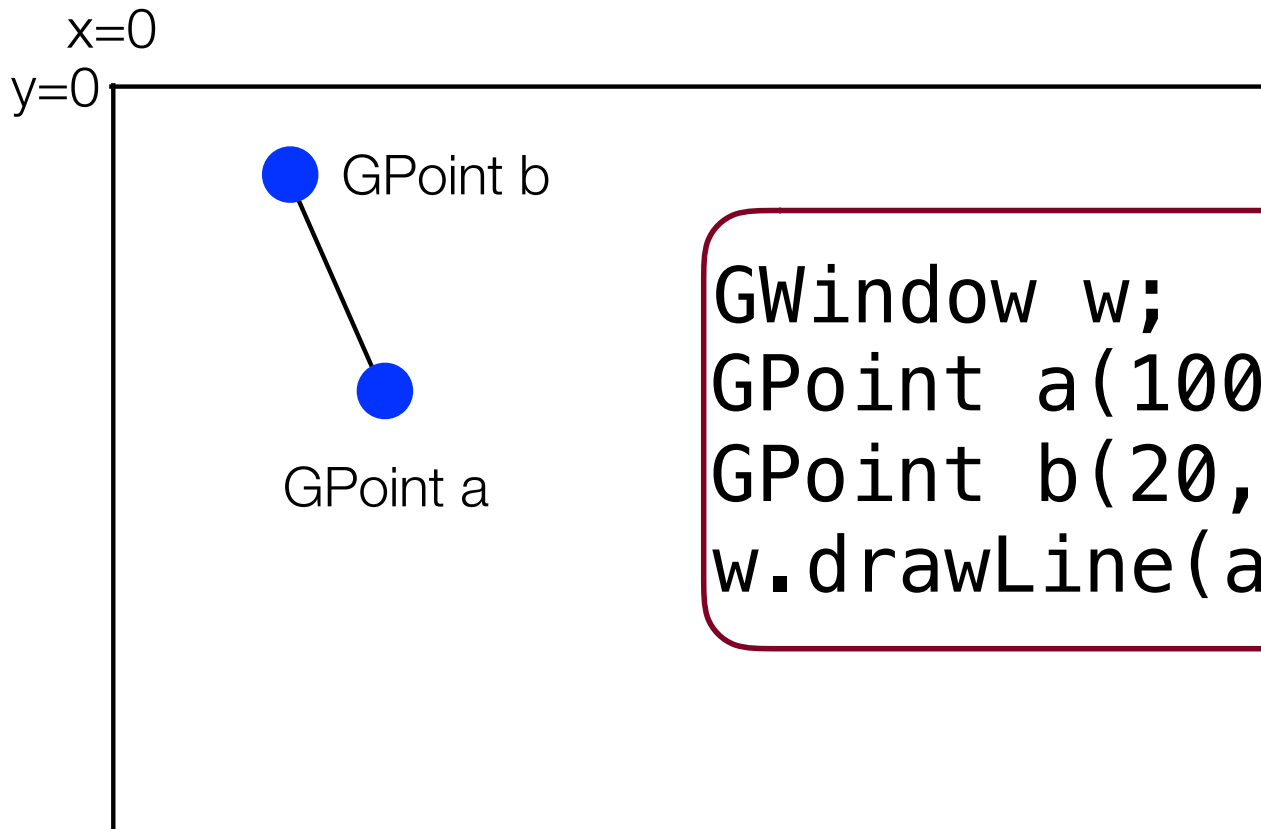 x=0
y=0
GPoint b
GPoint a
GWindow w;
GPoint a(100
GPoint b(20,
w.drawLine(a